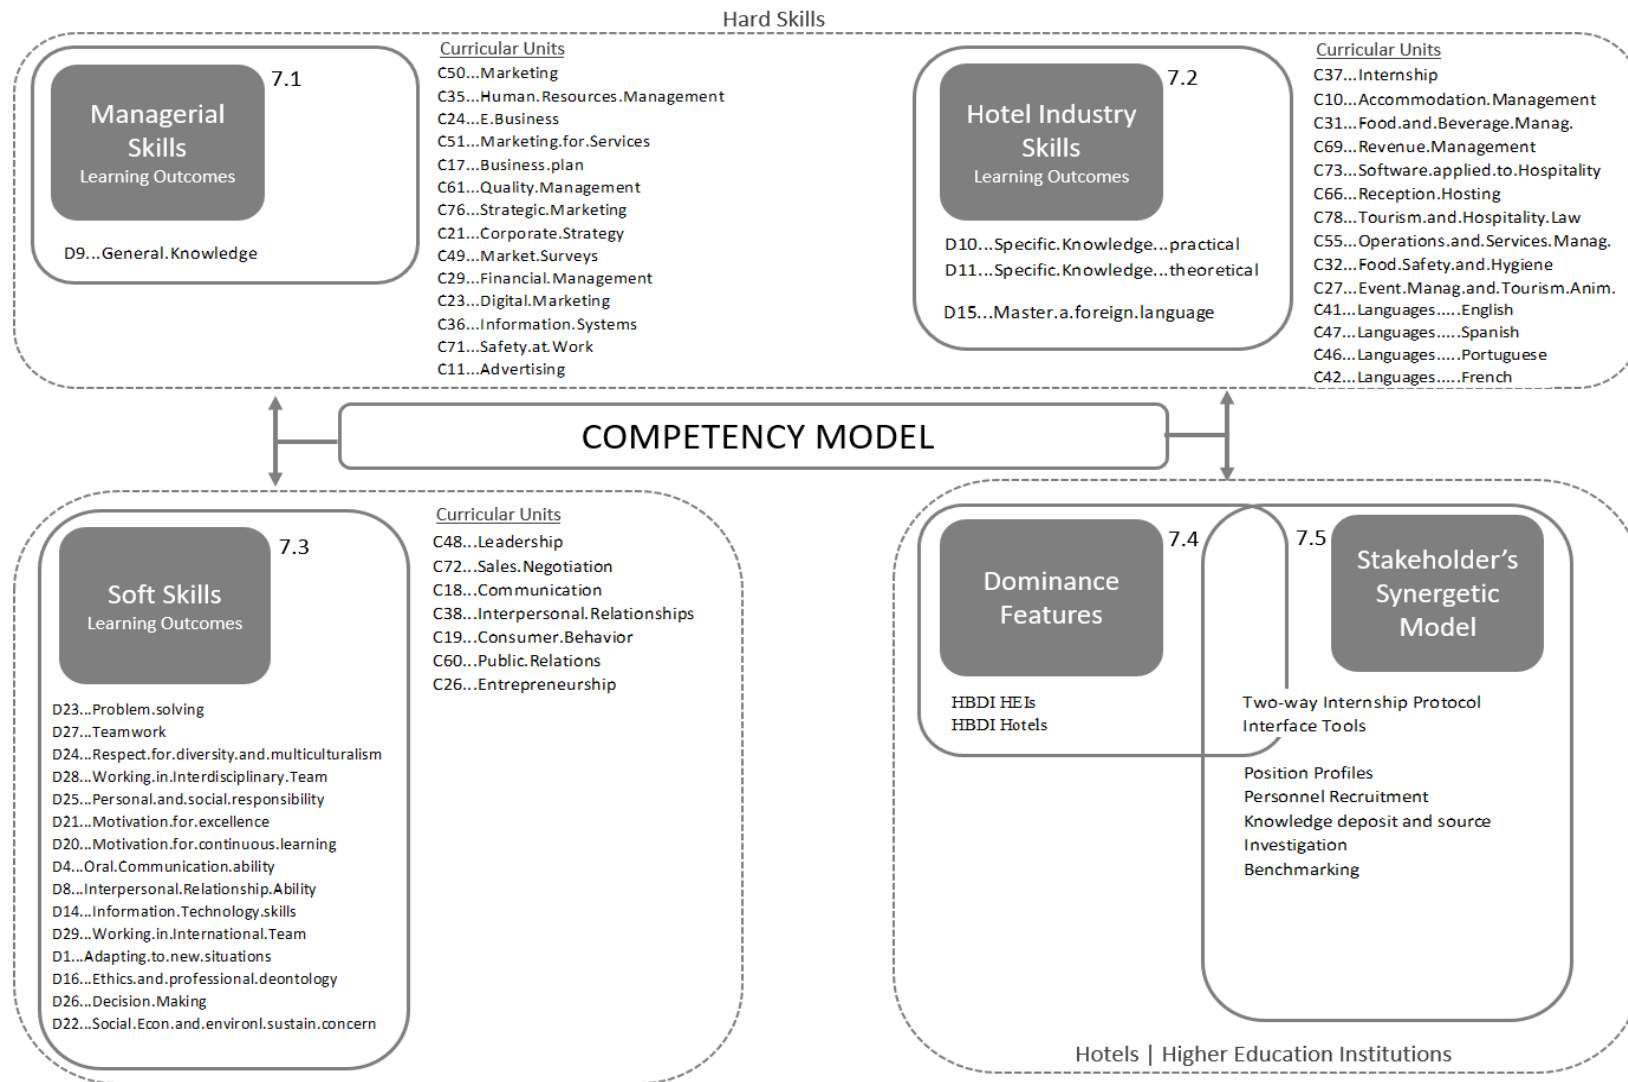 Hard Skills
7.1
Managerial
Skills
Learning Outcomes
D9...General.Knowledge
Curricular Units
C50...Marketing
C35...Human.Resources.Management
C24...E.Business
C51...Marketing.for.Services
C17...Business.plan
C61...Quality.Management
C76...Strategic.Marketing
C21...Corporate.Strategy
C49...Market.Surveys
C29...Financial.Management
C23...Digital.Marketing
C36...Information.Systems
C71...Safety.at.Work
C11...Advertising
7.2
Hotel Industry
Skills
Learning Outcomes
D10...Specific.Knowledge...practical
D11...Specific.Knowledge...theoretical
D15...Master.a.foreign.language
Curricular Units
C37...Internship
C10...Accommodation.Management
C31...Food.and.Beverage.Manag.
C69...Revenue.Management
C73...Software.applied.to.Hospitality
C66...Reception.Hosting
C78...Tourism.and.Hospitality.Law
C55...Operations.and.Services.Manag.
C32...Food.Safety.and.Hygiene
C27...Event.Manag.and.Tourism.Anim.
C41...Languages.....English
C47...Languages.....Spanish
C46...Languages.....Portuguese
C42...Languages.....French
COMPETENCY MODEL
7.3
Soft Skills
Learning Outcomes
D23...Problem.solving
D27...Teamwork
D24...Respect.for.diversity.and.multiculturalism
D28...Working.in.Interdisciplinary.Team
D25...Personal.and.social.responsibility
D21...Motivation.for.excellence
D20...Motivation.for.continuous.learning
D4...Oral.Communication.ability
D8...Interpersonal.Relationship.Ability
D14...Information.Technology.skills
D29...Working.in.International.Team
D1...Adapting.to.new.situations
D16...Ethics.and.professional.deontology
D26...Decision.Making
D22...Social.Econ.and.environl.sustain.concern
Curricular Units
C48...Leadership
C72...Sales.Negotiation
C18...Communication
C38...Interpersonal.Relationships
C19...Consumer.Behavior
C60...Public.Relations
C26...Entrepreneurship
7.4
Dominance
Features
HBDI HEIs
HBDI Hotels
7.5
Stakeholder's
Synergetic
Model
Two-way Internship Protocol
Interface Tools
Position Profiles
Personnel Recruitment
Knowledge deposit and source
Investigation
Benchmarking
Hotels | Higher Education Institutions